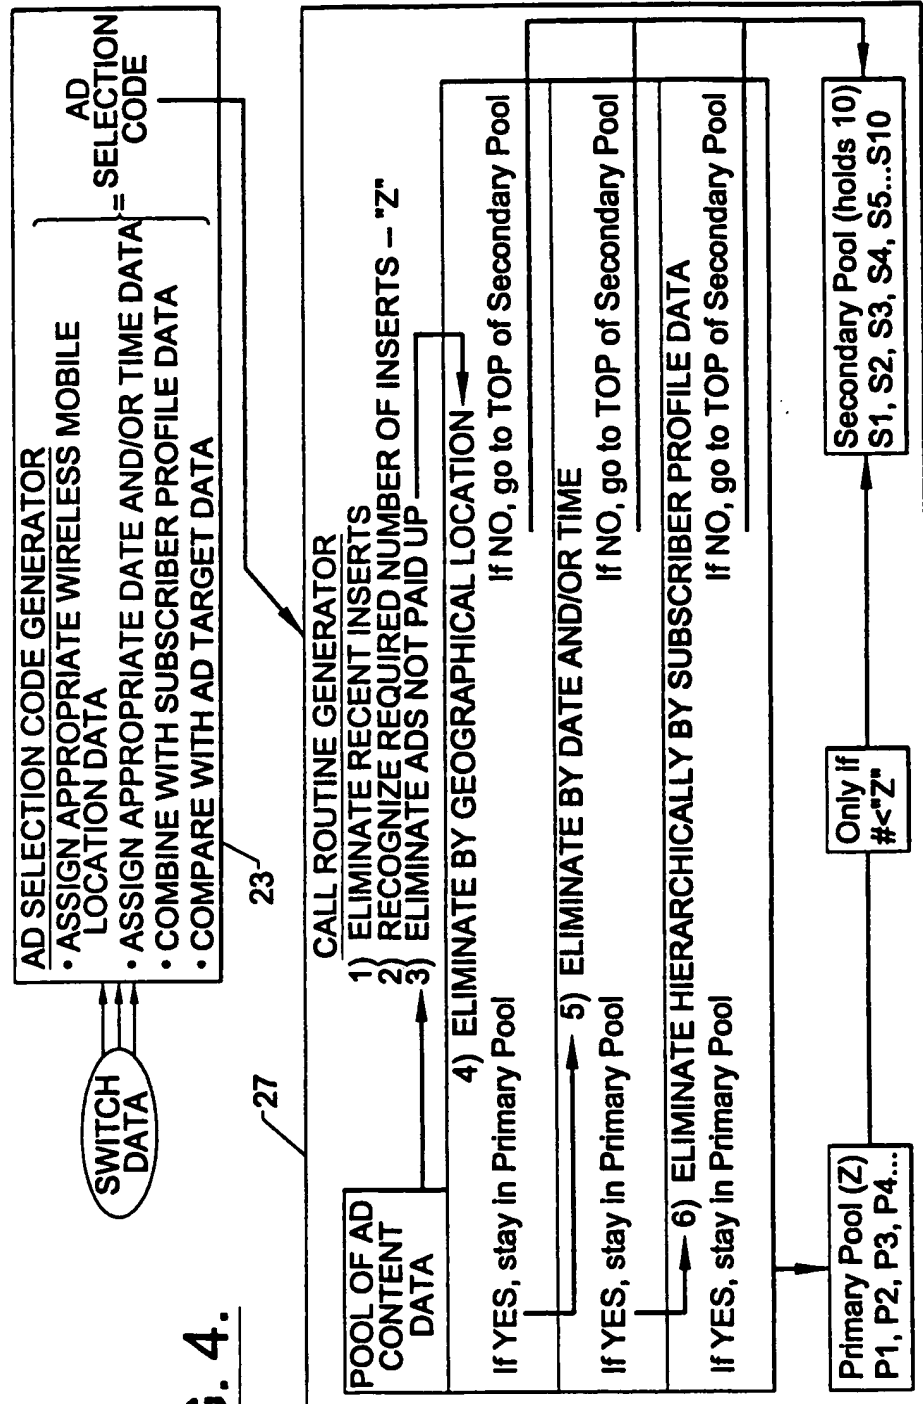 SWITCH
DATA
AD SELECTION CODE GENERATOR
• ASSIGN APPROPRIATE WIRELESS MOBILE
LOCATION DATA
• ASSIGN APPROPRIATE DATE AND/OR TIME DATA
• COMBINE WITH SUBSCRIBER PROFILE DATA
• COMPARE WITH AD TARGET DATA
=
AD
SELECTION
CODE
23
27
CALL ROUTINE GENERATOR
1) ELIMINATE RECENT INSERTS
2) RECOGNIZE REQUIRED NUMBER OF INSERTS – "Z"
3) ELIMINATE ADS NOT PAID UP
POOL OF AD
CONTENT
DATA
4) ELIMINATE BY GEOGRAPHICAL LOCATION
If YES, stay in Primary Pool
If NO, go to TOP of Secondary Pool
5) ELIMINATE BY DATE AND/OR TIME
If YES, stay in Primary Pool
If NO, go to TOP of Secondary Pool
6) ELIMINATE HIERARCHICALLY BY SUBSCRIBER PROFILE DATA
If YES, stay in Primary Pool
If NO, go to TOP of Secondary Pool
Primary Pool (Z)
P1, P2, P3, P4...
Only if
#<"Z"
Secondary Pool (holds 10)
S1, S2, S3, S4, S5...S10
4.